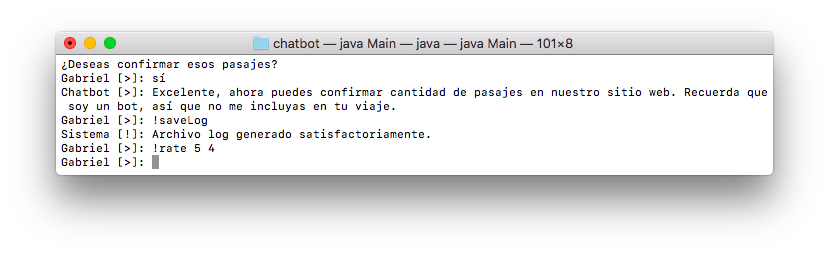 chatbot — java Main — java — java Main — 101×8
¿Deseas confirmar esos pasajes?
Gabriel [>]: sí
Chatbot [>]: Excelente, ahora puedes confirmar cantidad de pasajes en nuestro sitio web. Recuerda que
soy un bot, así que no me incluyas en tu viaje.
Gabriel [>]: !saveLog
Sistema [!]: Archivo log generado satisfactoriamente.
Gabriel [>]: !rate 5 4
Gabriel [>]: